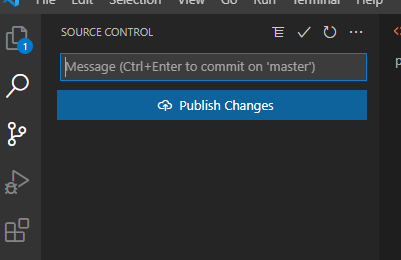 File Edit Selection View Go Run Terminal Help
SOURCE CONTROL
1
Message (Ctrl+Enter to commit on 'master')
Publish Changes
p